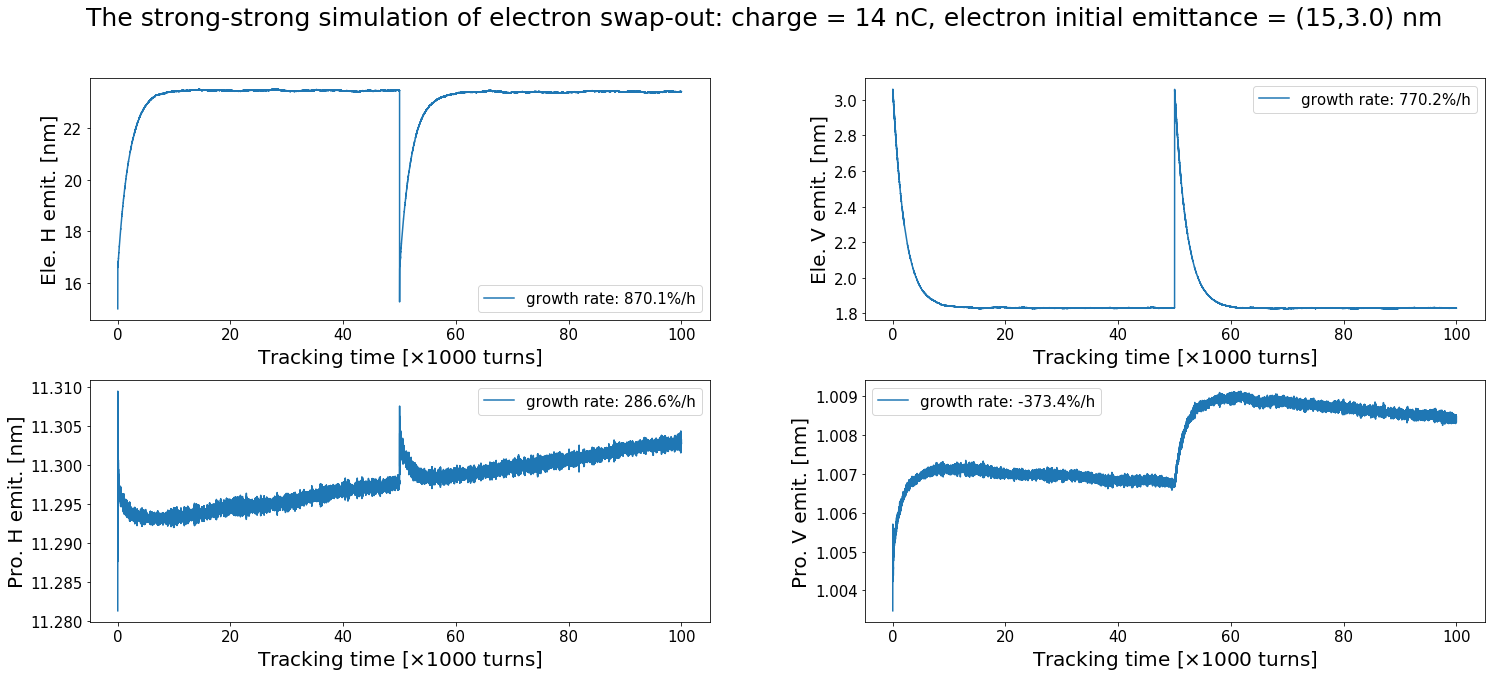 The strong-strong simulation of electron swap-out: charge = 14 nC, electron initial emittance = (15,3.0) nm
Ele. H emit. [nm]
22
20
18
16
growth rate: 870.1%/h
0 20 40 60 80 100
Tracking time [×1000 turns]
Ele. V emit. [nm]
3.0
2.8
2.6
2.4
2.2
2.0
1.8
growth rate: 770.2%/h
0 20 40 60 80 100
Tracking time [×1000 turns]
Pro. H emit. [nm]
11.310
11.305
11.300
11.295
11.290
11.285
11.280
growth rate: 286.6%/h
0 20 40 60 80 100
Tracking time [×1000 turns]
Pro. V emit. [nm]
1.009
1.008
1.007
1.006
1.005
1.004
growth rate: -373.4%/h
0 20 40 60 80 100
Tracking time [×1000 turns]